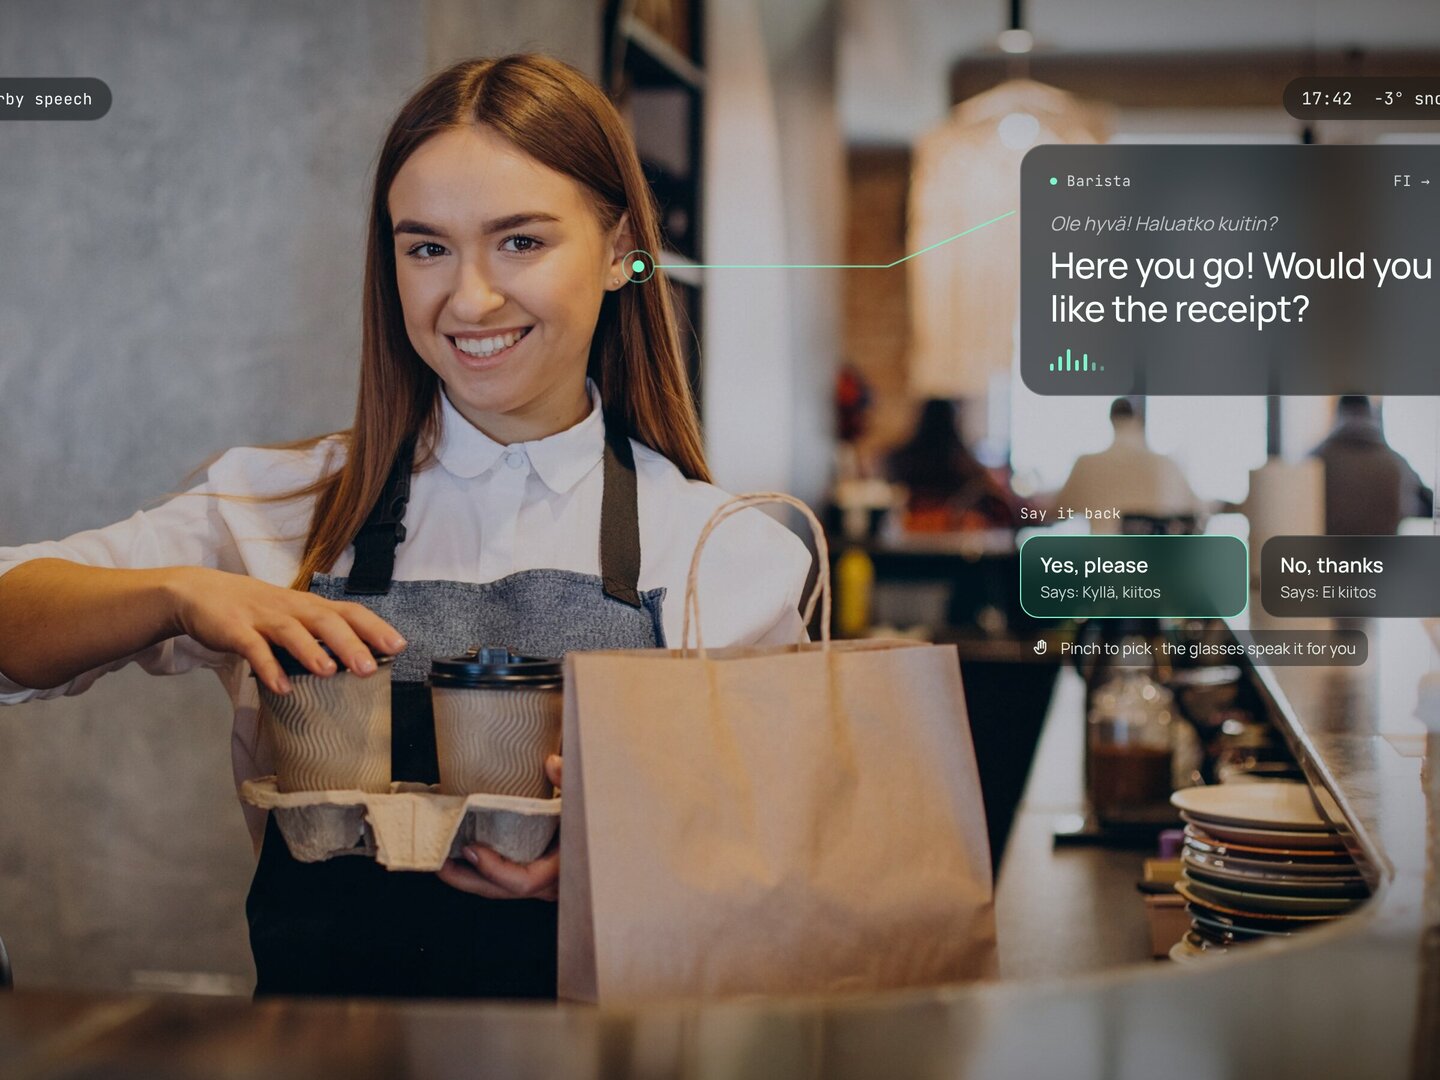 rby speech
17:42 -3° sno
Barista FI →
Ole hyvä! Haluatko kuitin?
Here you go! Would you
like the receipt?
Say it back
Yes, please
Says: Kyllä, kiitos
No, thanks
Says: Ei kiitos
Pinch to pick · the glasses speak it for you